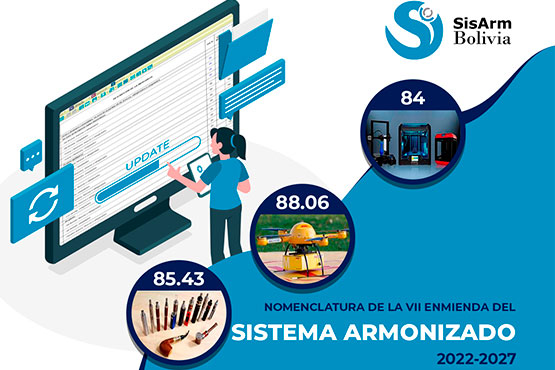 SisArm
Bolivia
84
UPDATE
88.06
85.43
NOMENCLATURA DE LA VII ENMIENDA DEL
SISTEMA ARMONIZADO
2022-2027